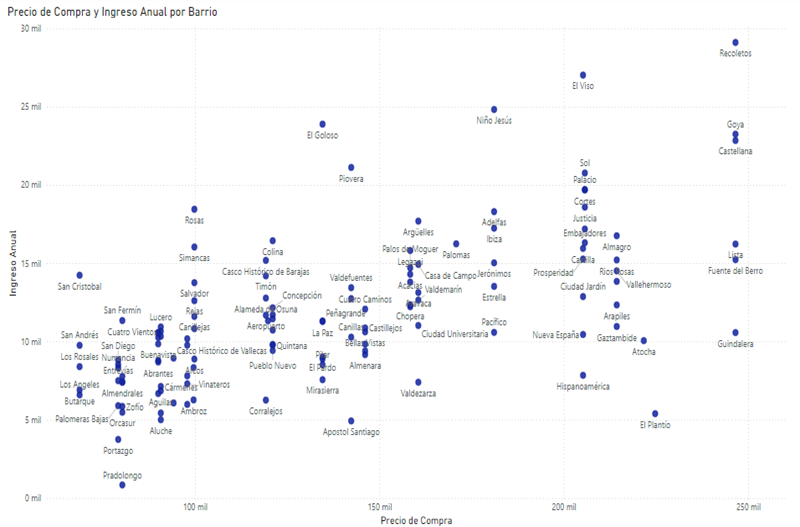 Precio de Compra y Ingreso Anual por Barrio
30 mil
Recoletos
El Viso
25 mil
Niño Jesús
El Goloso
Goya
Castellana
Piovera
Sol
20 mil
Palacio
Rosas
Cortes
Adelfas
Justicia
Argüelles
Ibiza
Embajadores
Almagro
Colina
Simancas
Palos de Moguer
Palomas
Lista
15 mil
Legazpi
Casa de Campo
Jerónimos
Prosperidad
Castilla
Ríos Rosas
Fuente del Berro
San Cristobal
Casco Histórico de Barajas
Timón
Valdefuentes
Acacias
Valdemarín
Ciudad Jardín
Vallehermoso
Salvador
Concepción
Cuatro Caminos
Estrella
San Fermín
Rejas
Alameda de Osuna
Peñagrande
Chopera
Arapiles
Lucero
Aeropuerto
La Paz
Canillas
Castillejos
Ciudad Universitaria
Pacífico
Nueva España
Gaztambide
Guindalera
10 mil
San Andrés
Cuatro Vientos
Canillejas
San Diego
Bellas Vistas
Atocha
Los Rosales
Numancia
Buenavista
Casco Histórico de Vallecas
Quintana
Pilar
El Pardo
Almenara
Entrevías
Abrantes
Arcos
Pueblo Nuevo
Los Angeles
Almendrales
Cármenes
Vinateros
Mirasierra
Valdezarza
Hispanoamérica
Butarque
Zofío
Aguilas
Palomeras Bajas
Orcasur
Ambroz
Corralejos
5 mil
Aluche
Apostol Santiago
El Plantío
Portazgo
Pradolongo
0 mil
100 mil
150 mil
200 mil
250 mil
Precio de Compra
Ingreso Anual